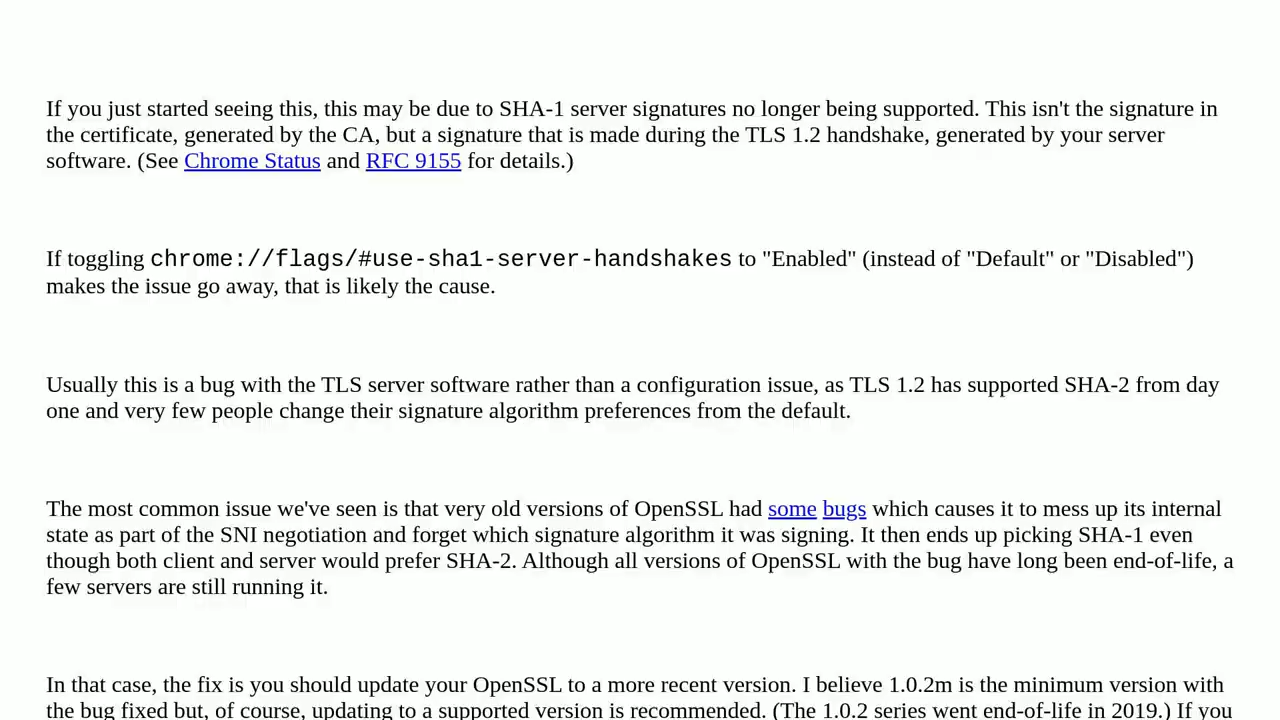 If you just started seeing this, this may be due to SHA-1 server signatures no longer being supported. This isn't the signature in
the certificate, generated by the CA, but a signature that is made during the TLS 1.2 handshake, generated by your server
software. (See Chrome Status and RFC 9155 for details.)
If toggling chrome://flags/#use-sha1-server-handshakes to "Enabled" (instead of "Default" or "Disabled")
makes the issue go away, that is likely the cause.
Usually this is a bug with the TLS server software rather than a configuration issue, as TLS 1.2 has supported SHA-2 from day
one and very few people change their signature algorithm preferences from the default.
The most common issue we've seen is that very old versions of OpenSSL had some bugs which causes it to mess up its internal
state as part of the SNI negotiation and forget which signature algorithm it was signing. It then ends up picking SHA-1 even
though both client and server would prefer SHA-2. Although all versions of OpenSSL with the bug have long been end-of-life, a
few servers are still running it.
In that case, the fix is you should update your OpenSSL to a more recent version. I believe 1.0.2m is the minimum version with
the bug fixed but, of course, updating to a supported version is recommended. (The 1.0.2 series went end-of-life in 2019.) If you